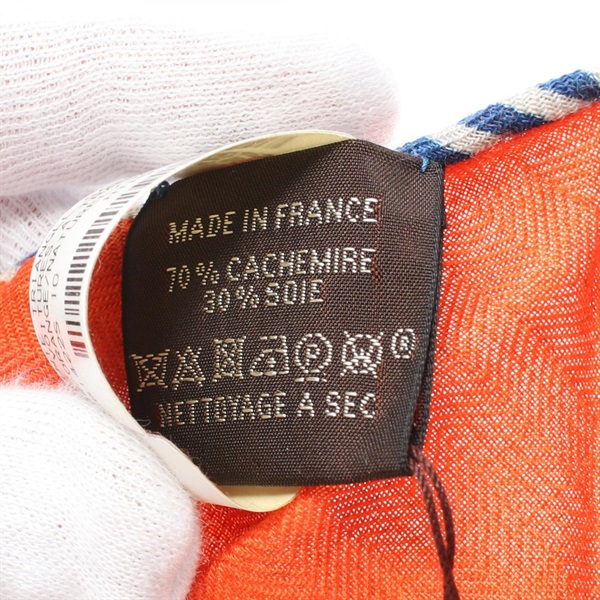 MADE IN FRANCE
70 % CACHEMIRE
30 % SOIE
P
®
NETTOYAGE A SEC